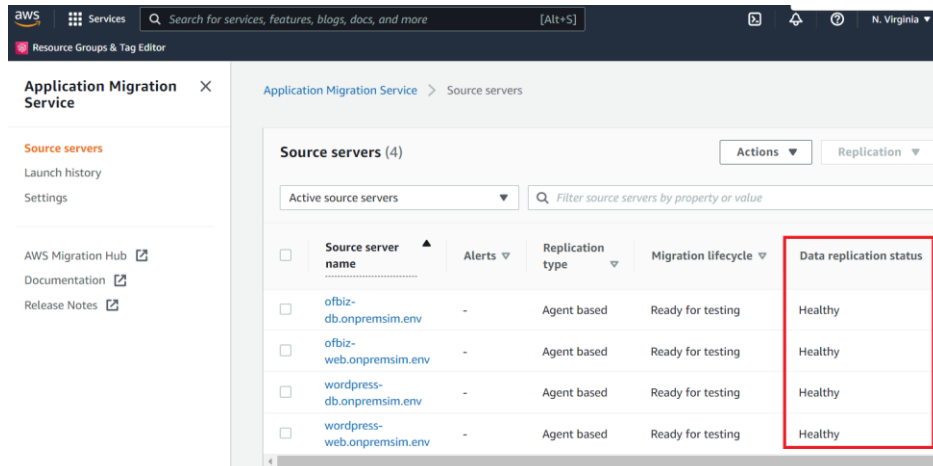 aws Services Search for services, features, blogs, docs, and more [Alt+S] N. Virginia
Resource Groups & Tag Editor
Application Migration
Service
Source servers
Launch history
Settings
AWS Migration Hub
Documentation
Release Notes
Application Migration Service > Source servers
Source servers (4) Actions Replication
Active source servers Filter source servers by property or value
Source server
name
Alerts
Replication
type
Migration lifecycle
Data replication status
ofbiz-
db.onpremsim.env
-
Agent based
Ready for testing
Healthy
ofbiz-
web.onpremsim.env
-
Agent based
Ready for testing
Healthy
wordpress-
db.onpremsim.env
-
Agent based
Ready for testing
Healthy
wordpress-
web.onpremsim.env
-
Agent based
Ready for testing
Healthy